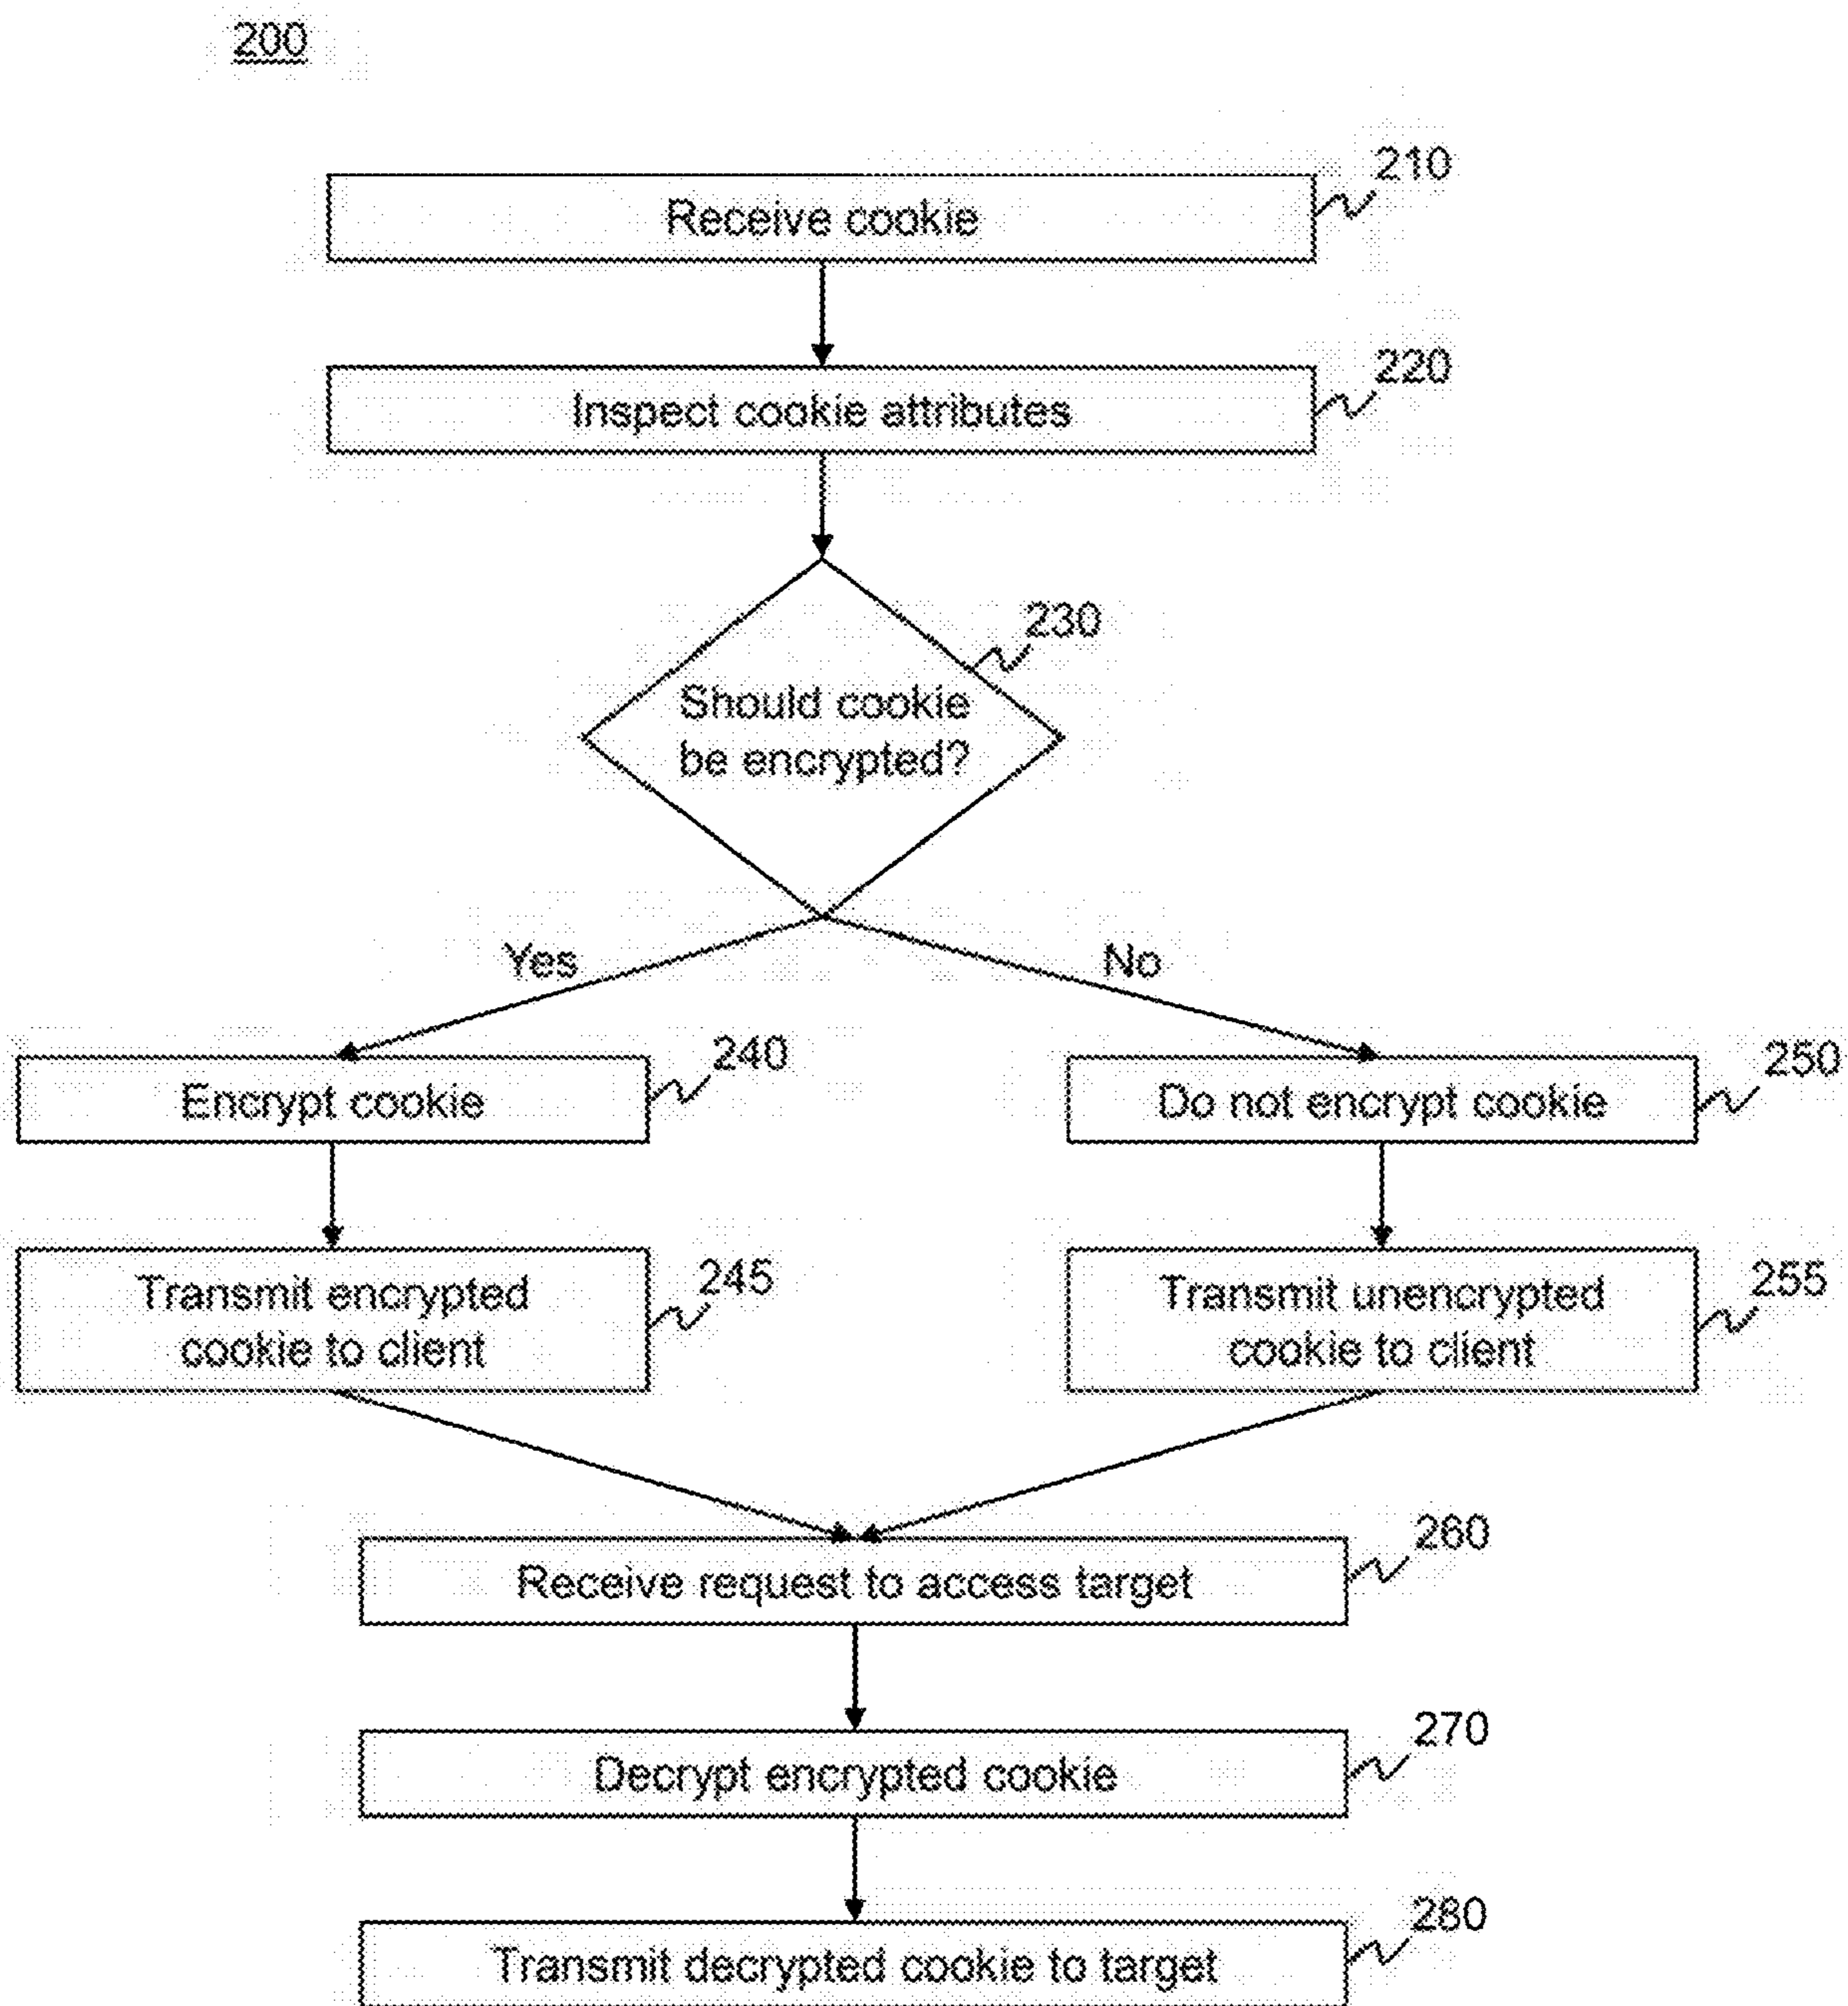 200
210
Receive cookie
220
Inspect cookie attributes
230
Should cookie
be encrypted?
Yes
No
240
Encrypt cookie
250
Do not encrypt cookie
245
Transmit encrypted
cookie to client
255
Transmit unencrypted
cookie to client
260
Receive request to access target
270
Decrypt encrypted cookie
280
Transmit decrypted cookie to target